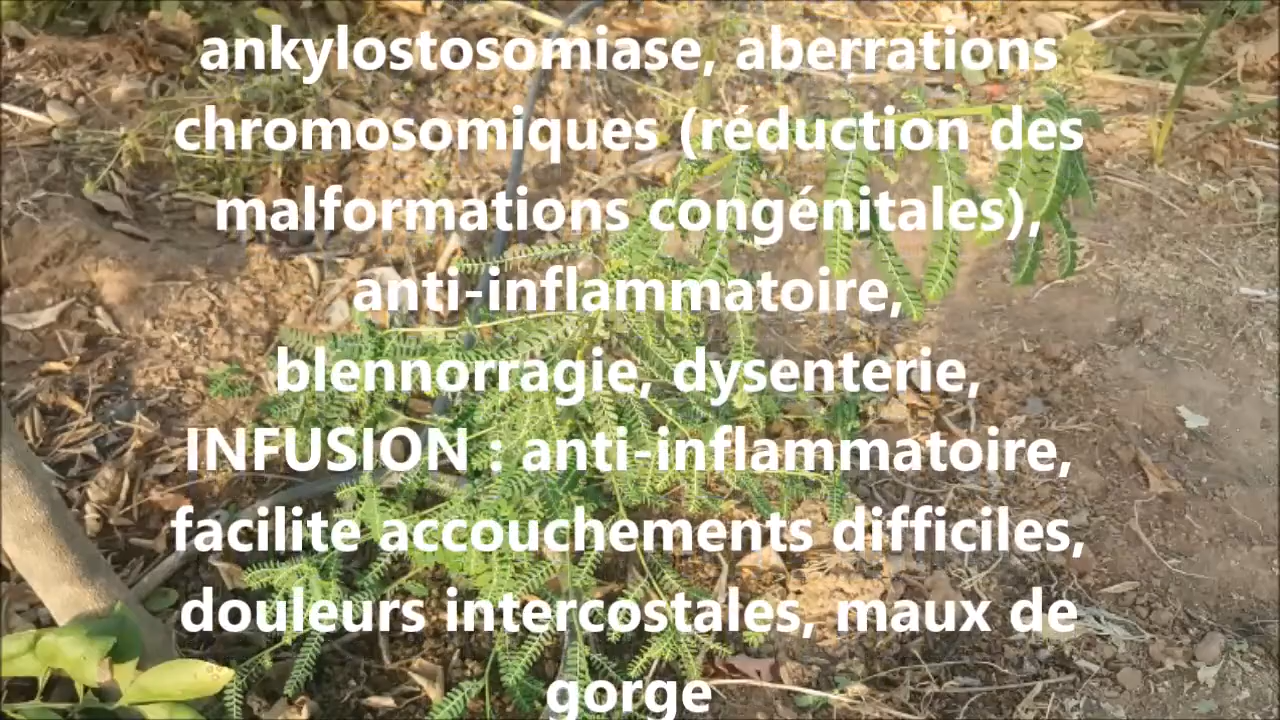 ankylostosomiase, aberrations
chromosomiques (réduction des
malformations congénitales),
anti-inflammatoire,
blennorragie, dysenterie,
INFUSION : anti-inflammatoire,
facilite accouchements difficiles,
douleurs intercostales, maux de
gorge